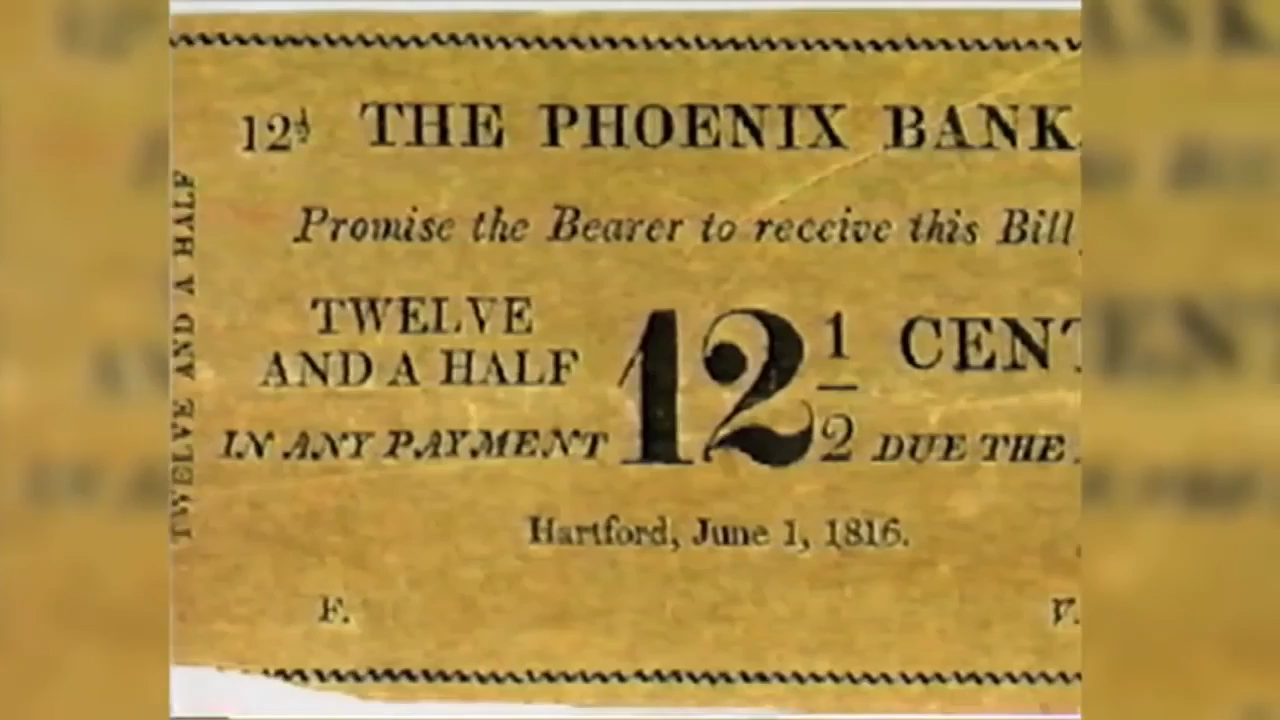 12½ THE PHOENIX BANK
Promise the Bearer to receive this Bill
TWELVE
AND A HALF
12½ CENT
IN ANY PAYMENT DUE THE
Hartford, June 1, 1816.
F. V.
TWELVE AND A HALF